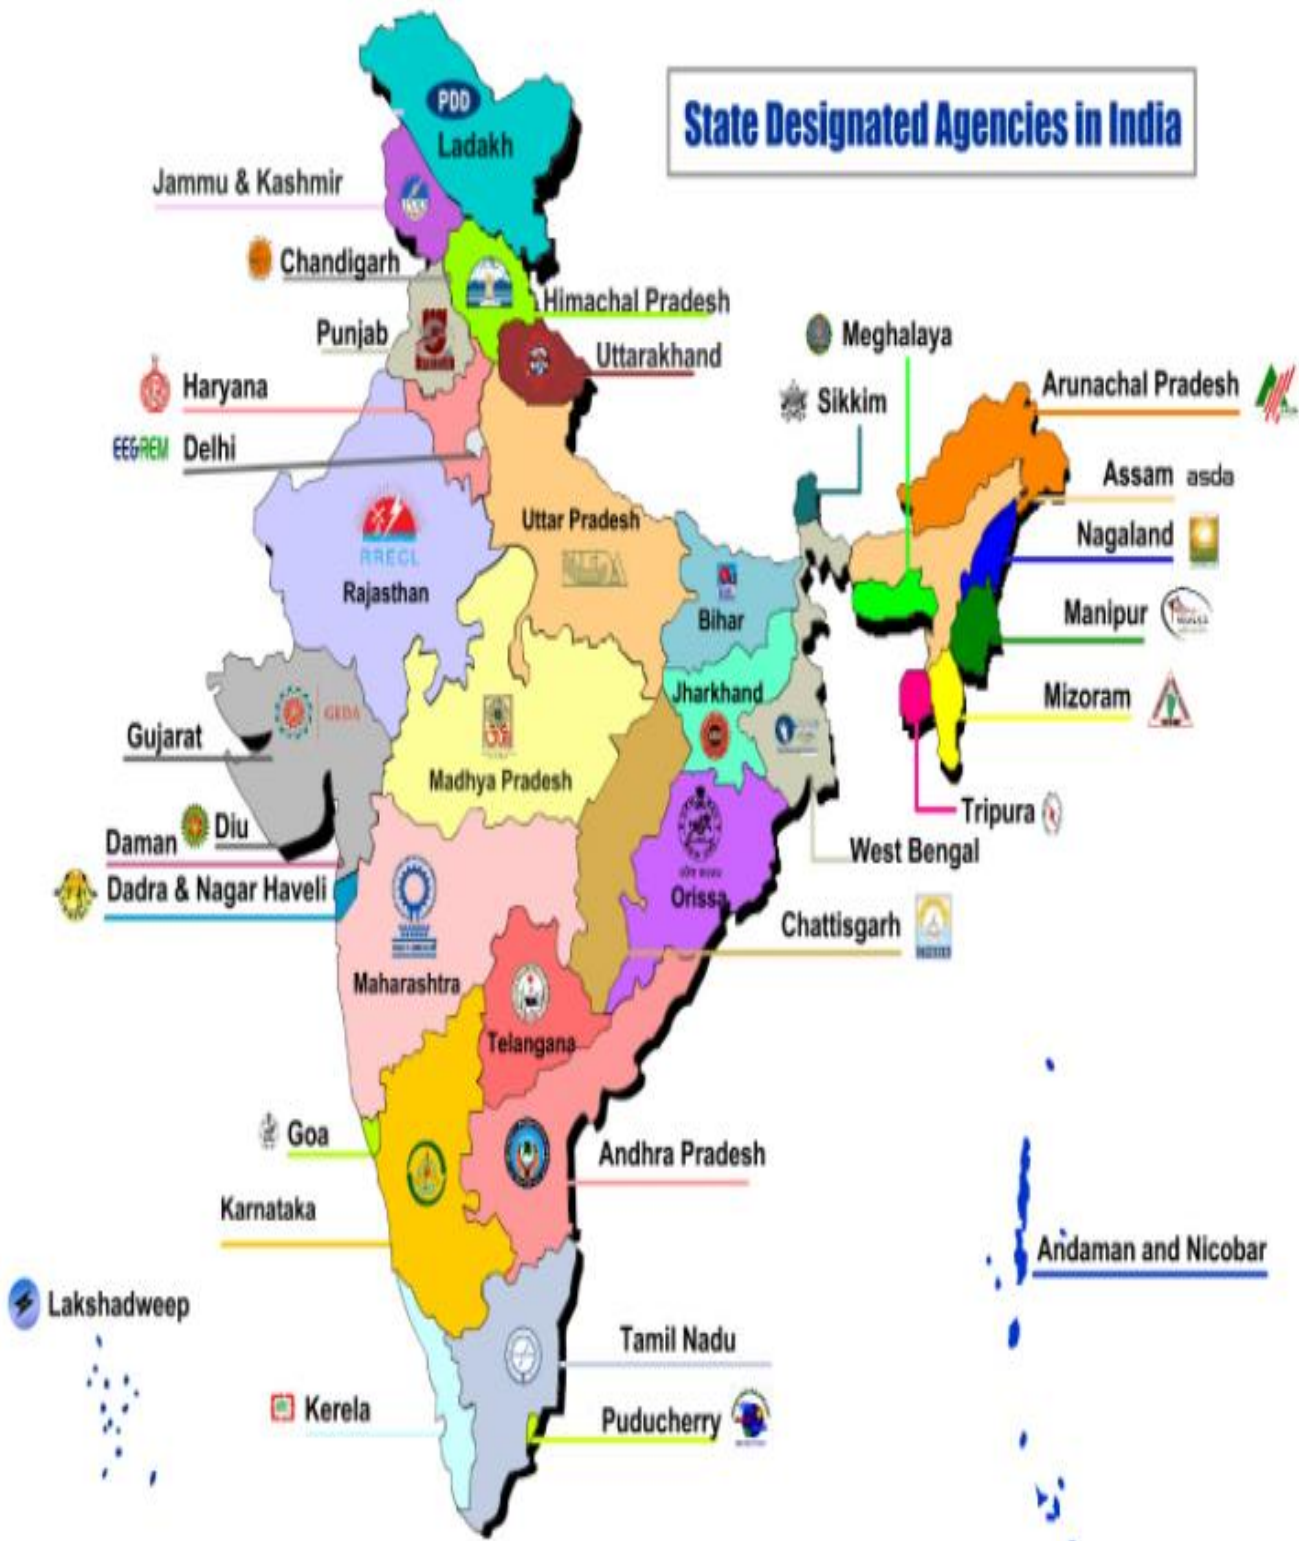 State Designated Agencies in India
PDD
Ladakh
Jammu & Kashmir
Chandigarh
Himachal Pradesh
Punjab
Uttarakhand
Meghalaya
Haryana
Sikkim
Arunachal Pradesh
EE&REM Delhi
Assam asda
Uttar Pradesh
Nagaland
RRECL
Rajasthan
Bihar
Manipur
Jharkhand
Mizoram
GEDA
Gujarat
Madhya Pradesh
Tripura
Diu
Daman
West Bengal
Dadra & Nagar Haveli
Orissa
Chattisgarh
Maharashtra
Telangana
Goa
Andhra Pradesh
Karnataka
Andaman and Nicobar
Lakshadweep
Tamil Nadu
Kerela
Puducherry